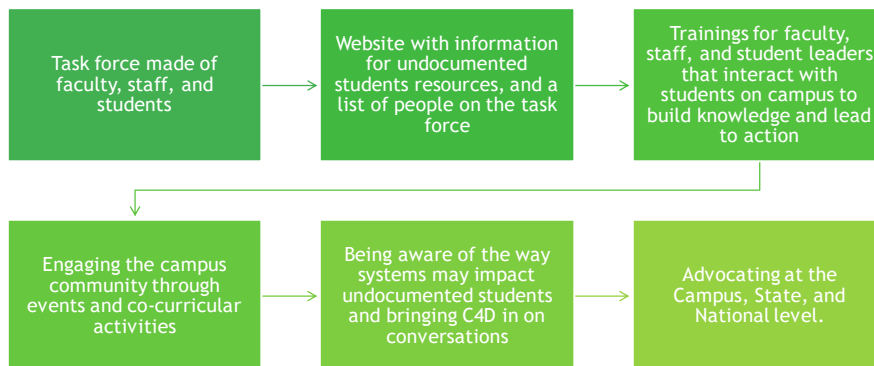 Task force made of
faculty, staff, and
students
Website with information
for undocumented
students resources, and a
list of people on the task
force
Trainings for faculty,
staff, and student leaders
that interact with
students on campus to
build knowledge and lead
to action
Engaging the campus
community through
events and co-curricular
activities
Being aware of the way
systems may impact
undocumented students
and bringing C4D in on
conversations
Advocating at the
Campus, State, and
National level.